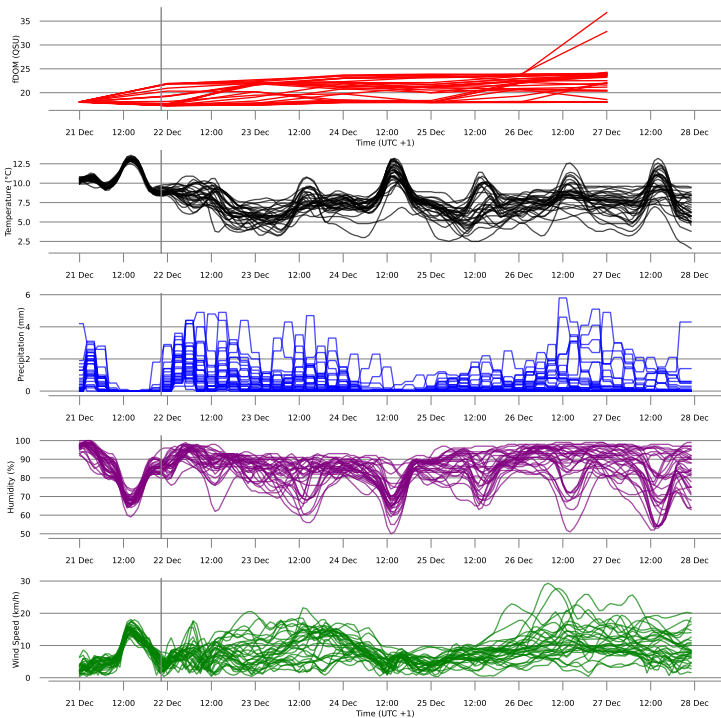 fDOM (QSU)
35
30
25
20
21 Dec 12:00 22 Dec 12:00 23 Dec 12:00 24 Dec 12:00 25 Dec 12:00 26 Dec 12:00 27 Dec 12:00 28 Dec
Time (UTC +1)
Temperature (°C)
12.5
10.0
7.5
5.0
2.5
21 Dec 12:00 22 Dec 12:00 23 Dec 12:00 24 Dec 12:00 25 Dec 12:00 26 Dec 12:00 27 Dec 12:00 28 Dec
Precipitation (mm)
6
4
2
0
21 Dec 12:00 22 Dec 12:00 23 Dec 12:00 24 Dec 12:00 25 Dec 12:00 26 Dec 12:00 27 Dec 12:00 28 Dec
Humidity (%)
100
90
80
70
60
50
21 Dec 12:00 22 Dec 12:00 23 Dec 12:00 24 Dec 12:00 25 Dec 12:00 26 Dec 12:00 27 Dec 12:00 28 Dec
Wind Speed (km/h)
30
20
10
0
21 Dec 12:00 22 Dec 12:00 23 Dec 12:00 24 Dec 12:00 25 Dec 12:00 26 Dec 12:00 27 Dec 12:00 28 Dec
Time (UTC +1)